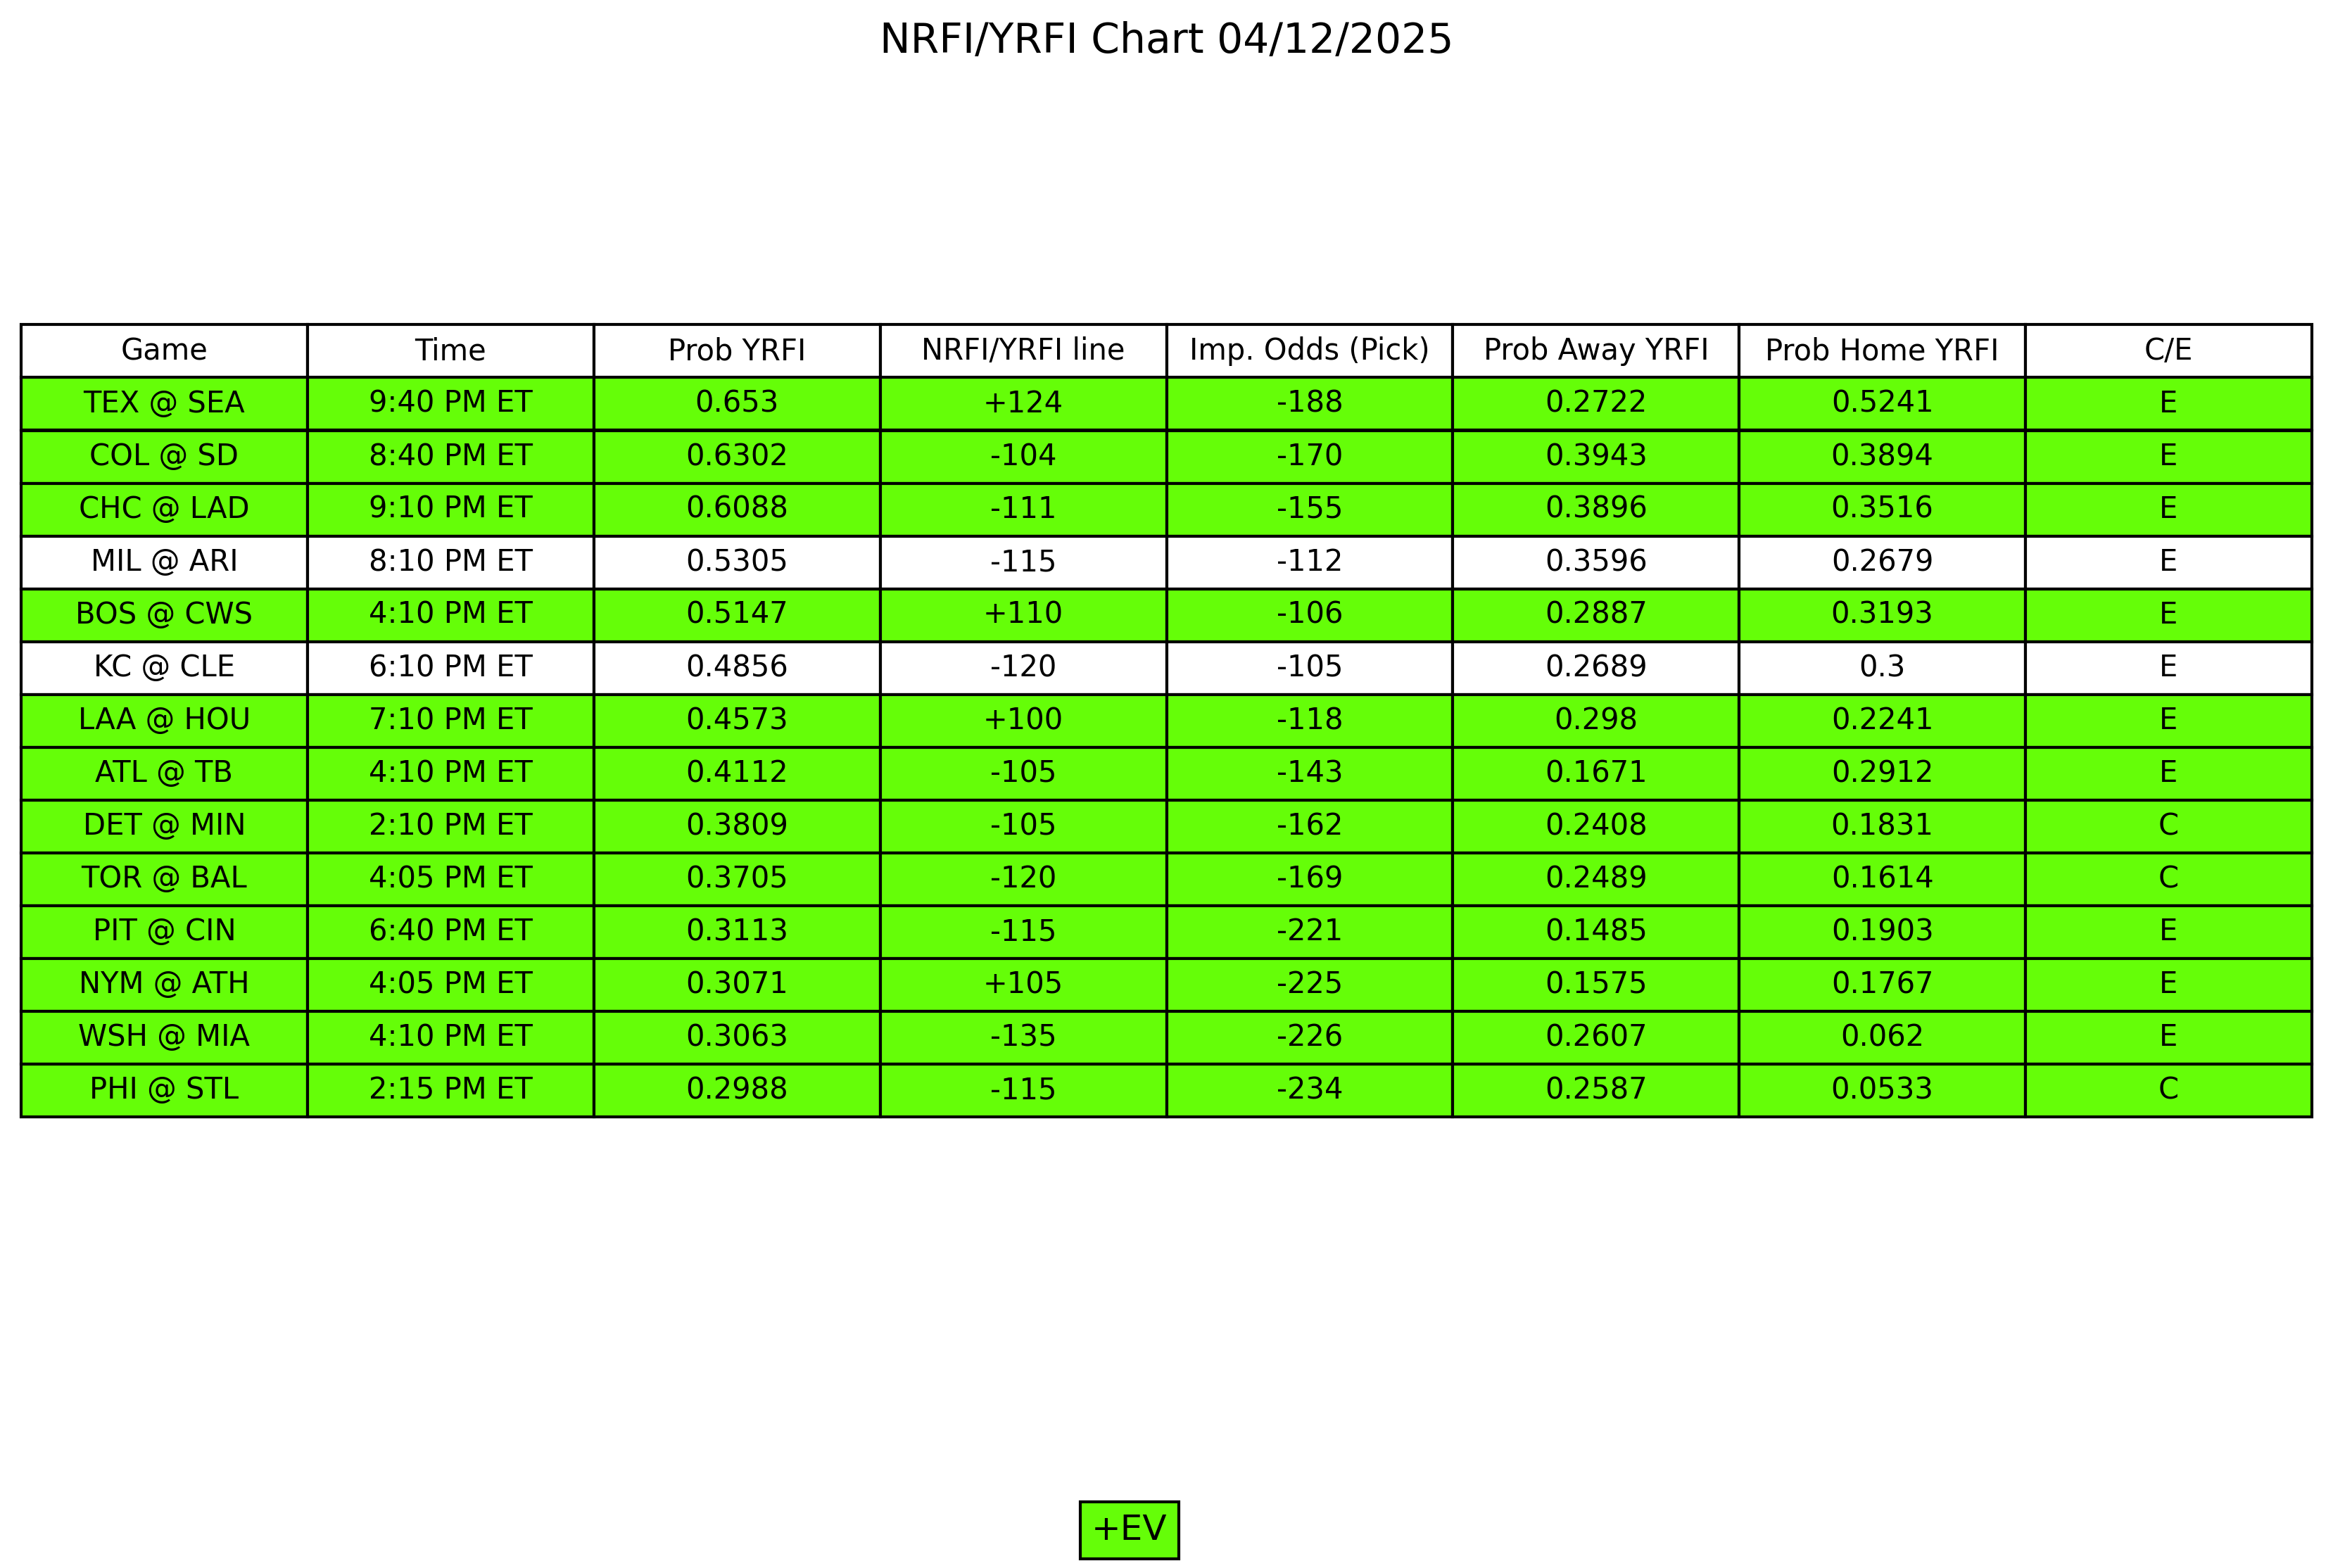 NRFI/YRFI Chart 04/12/2025
Game Time Prob YRFI NRFI/YRFI line Imp. Odds (Pick) Prob Away YRFI Prob Home YRFI C/E
TEX @ SEA 9:40 PM ET 0.653 +124 -188 0.2722 0.5241 E
COL @ SD 8:40 PM ET 0.6302 -104 -170 0.3943 0.3894 E
CHC @ LAD 9:10 PM ET 0.6088 -111 -155 0.3896 0.3516 E
MIL @ ARI 8:10 PM ET 0.5305 -115 -112 0.3596 0.2679 E
BOS @ CWS 4:10 PM ET 0.5147 +110 -106 0.2887 0.3193 E
KC @ CLE 6:10 PM ET 0.4856 -120 -105 0.2689 0.3 E
LAA @ HOU 7:10 PM ET 0.4573 +100 -118 0.298 0.2241 E
ATL @ TB 4:10 PM ET 0.4112 -105 -143 0.1671 0.2912 E
DET @ MIN 2:10 PM ET 0.3809 -105 -162 0.2408 0.1831 C
TOR @ BAL 4:05 PM ET 0.3705 -120 -169 0.2489 0.1614 C
PIT @ CIN 6:40 PM ET 0.3113 -115 -221 0.1485 0.1903 E
NYM @ ATH 4:05 PM ET 0.3071 +105 -225 0.1575 0.1767 E
WSH @ MIA 4:10 PM ET 0.3063 -135 -226 0.2607 0.062 E
PHI @ STL 2:15 PM ET 0.2988 -115 -234 0.2587 0.0533 C
+EV